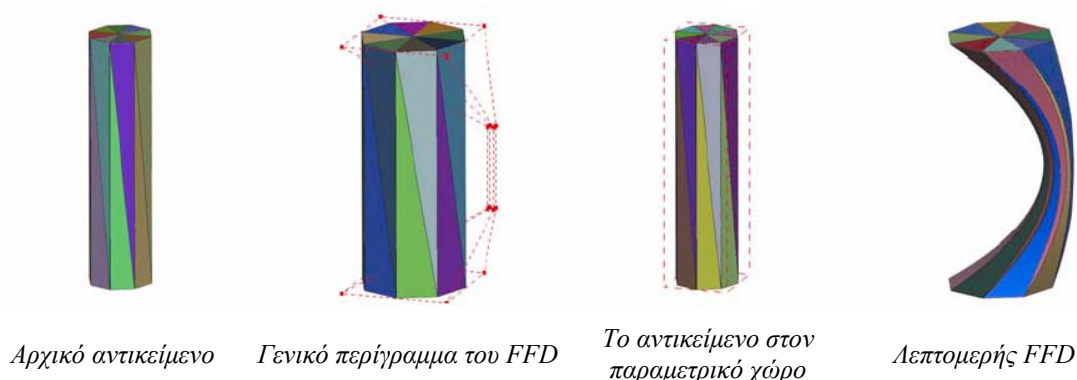 Αρχικό αντικείμενο
Γενικό περίγραμμα του FFD
Το αντικείμενο στον
παραμετρικό χώρο
Λεπτομερής FFD